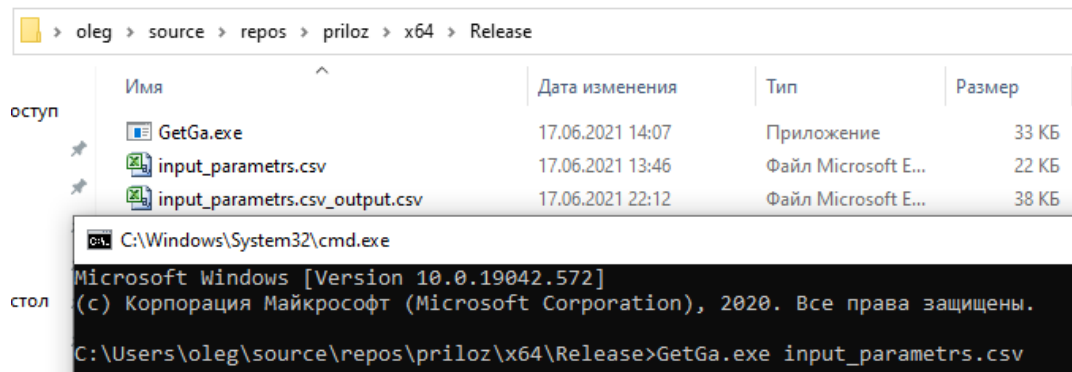 oleg > source > repos > priloz > x64 > Release
Имя Дата изменения Тип Размер
оступ
GetGa.exe 17.06.2021 14:07 Приложение 33 КБ
input_parametrs.csv 17.06.2021 13:46 Файл Microsoft E... 22 КБ
input_parametrs.csv_output.csv 17.06.2021 22:12 Файл Microsoft E... 38 КБ
C:\Windows\System32\cmd.exe
Microsoft Windows [Version 10.0.19042.572]
стол
(c) Корпорация Майкрософт (Microsoft Corporation), 2020. Все права защищены.
C:\Users\oleg\source\repos\priloz\x64\Release>GetGa.exe input_parametrs.csv